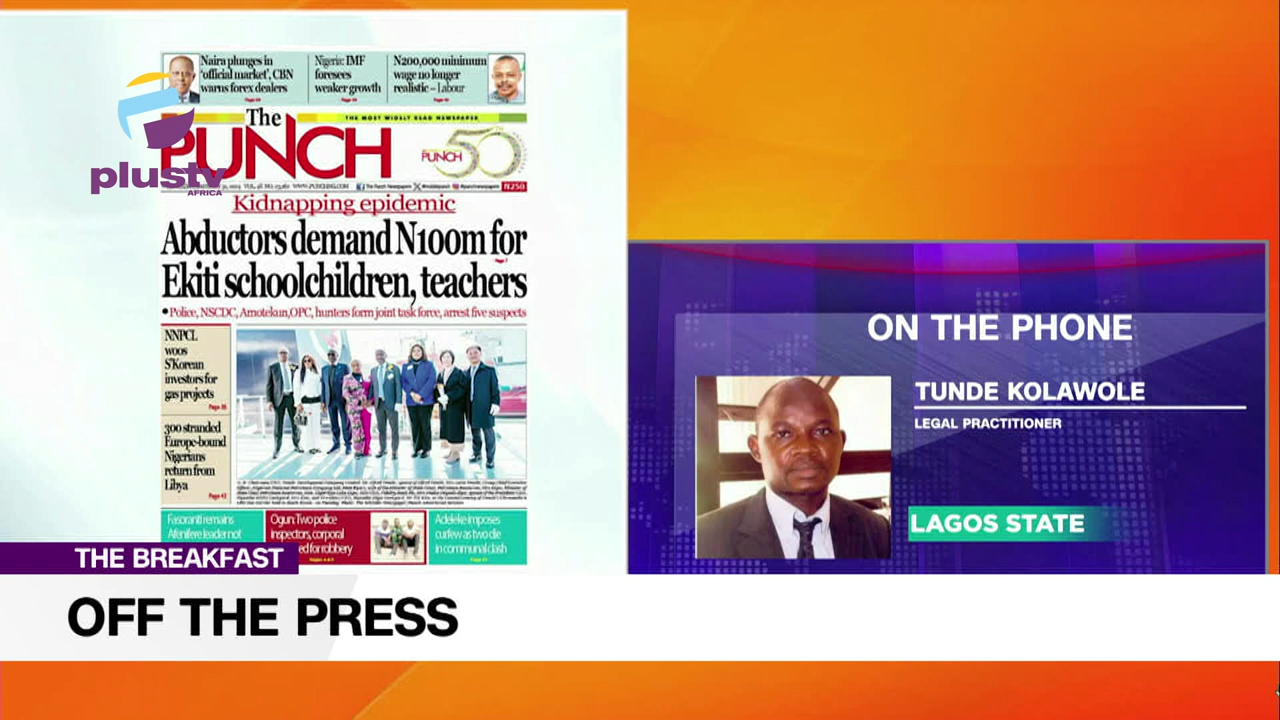 Naira plunges in
'official market', CBN
warns forex dealers
Nigeria: IMF
foresees
weaker growth
N200,000 minimum
wage no longer
realistic – Labour
The
THE MOST WIDELY READ NEWSPAPER
PUNCH
PUNCH 50
plustv
AFRICA
N250
Kidnapping epidemic
Abductors demand N100m for
Ekiti schoolchildren, teachers
•Police, NSCDC, Amotekun,OPC, hunters form joint task force, arrest five suspects
NNPCL
woos
S'Korean
investors for
gas projects
300 stranded
Europe-bound
Nigerians
return from
Libya
Fasoranti remains
Afenifere leader not
Ogun: Two police
inspectors, corporal
ed for robbery
Adeleke imposes
curfew as two die
in communal clash
ON THE PHONE
TUNDE KOLAWOLE
LEGAL PRACTITIONER
LAGOS STATE
THE BREAKFAST
OFF THE PRESS